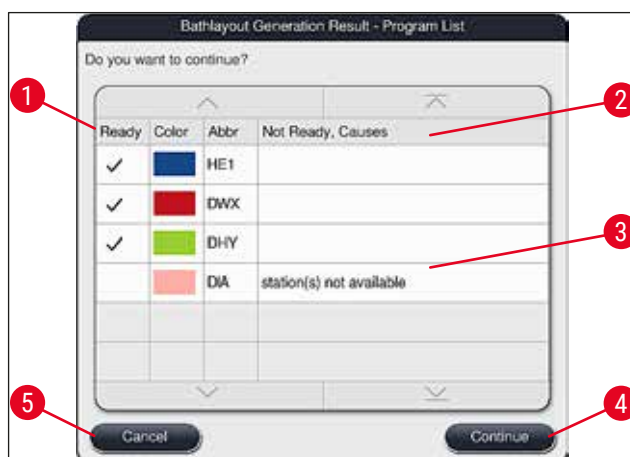 Bathlayout Generation Result - Program List
Do you want to continue?
1
2
Ready Color Abbr Not Ready, Causes
✓ HE1
✓ DWX
✓ DHY
3
DIA station(s) not available
5
4
Cancel Continue